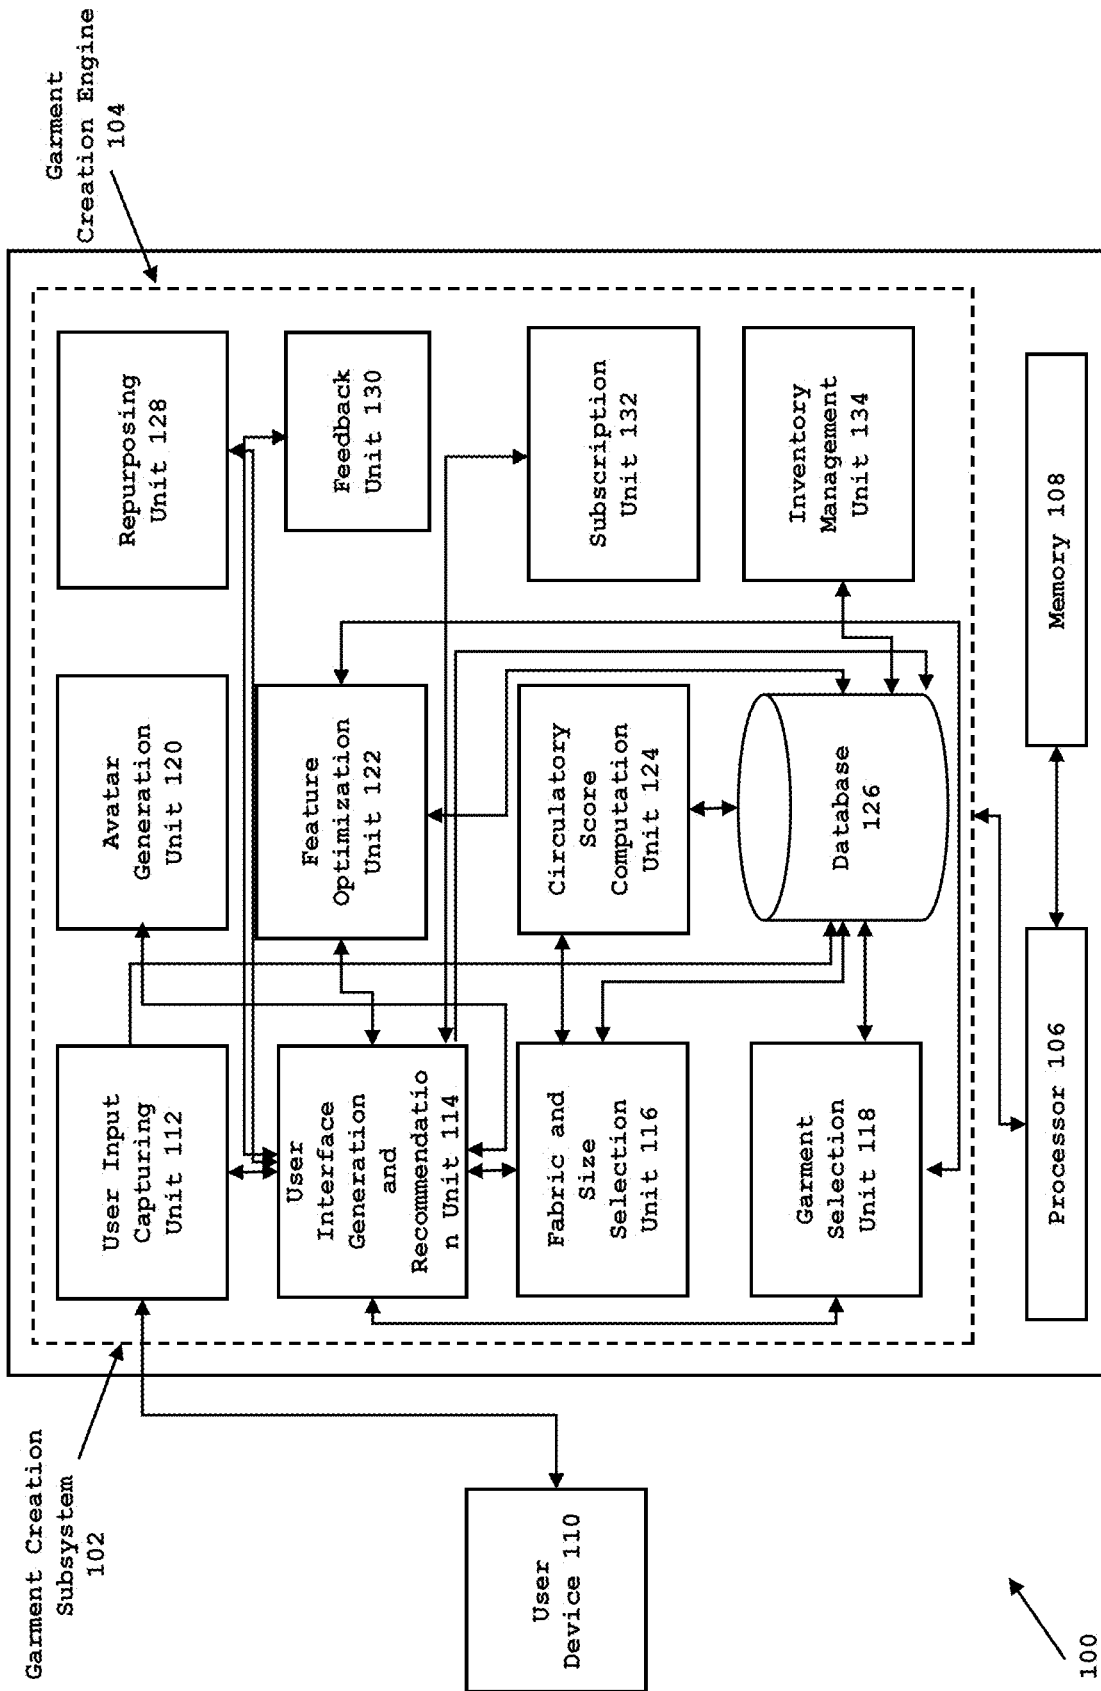 Garment Creation
Subsystem
102
Garment
Creation Engine
104
User
Device 110
User Input
Capturing
Unit 112
Avatar
Generation
Unit 120
Repurposing
Unit 128
User
Interface
Generation
and
Recommendatio
n Unit 114
Feature
Optimization
Unit 122
Feedback
Unit 130
Fabric and
Size
Selection
Unit 116
Circulatory
Score
Computation
Unit 124
Subscription
Unit 132
Garment
Selection
Unit 118
Database
126
Inventory
Management
Unit 134
Processor 106
Memory 108
100